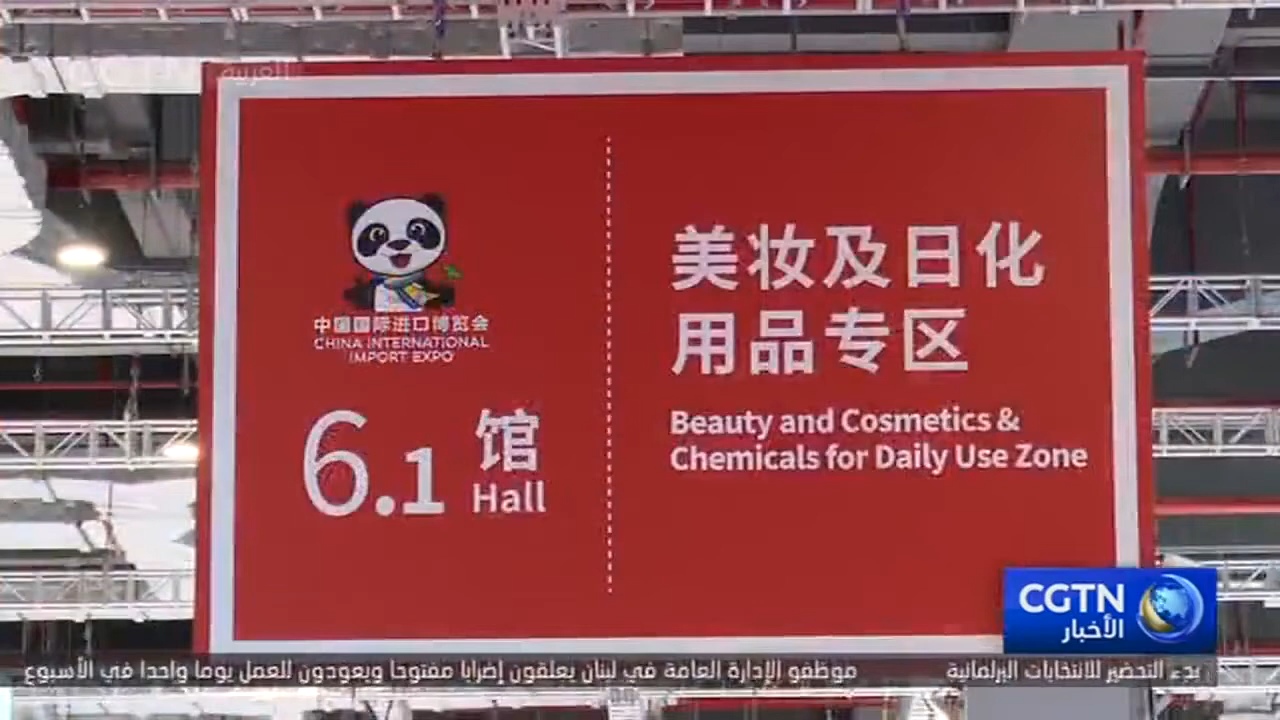 CGTN العربية
中国国际进口博览会
CHINA INTERNATIONAL
IMPORT EXPO
6.1 馆
Hall
美妆及日化
用品专区
Beauty and Cosmetics &
Chemicals for Daily Use Zone
CGTN
الأخبار
بدء التحضير للانتخابات البرلمانية موظفو الإدارة العامة في لبنان يعلقون إضرابا مفتوحا ويعودون للعمل يوما واحدا في الأسبوع